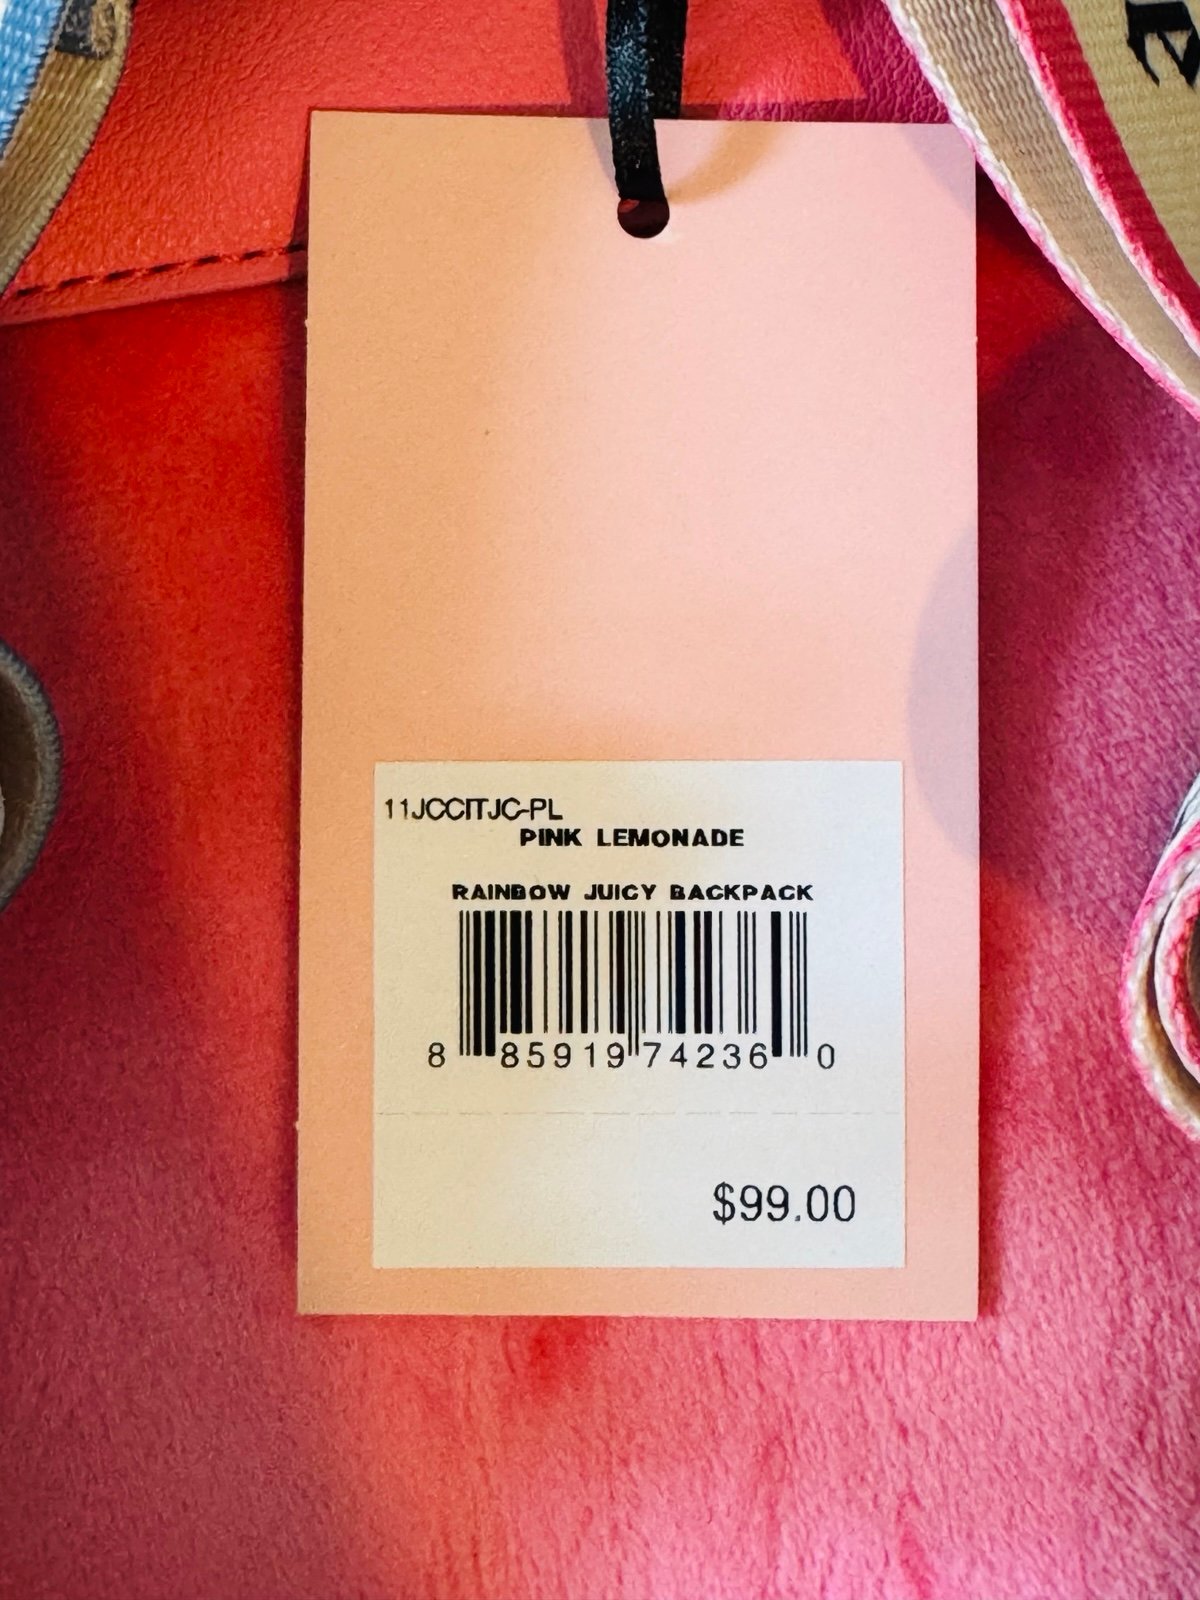 11JCCITJC-PL
PINK LEMONADE
RAINBOW JUICY BACKPACK
8 85919 74236 0
$99.00